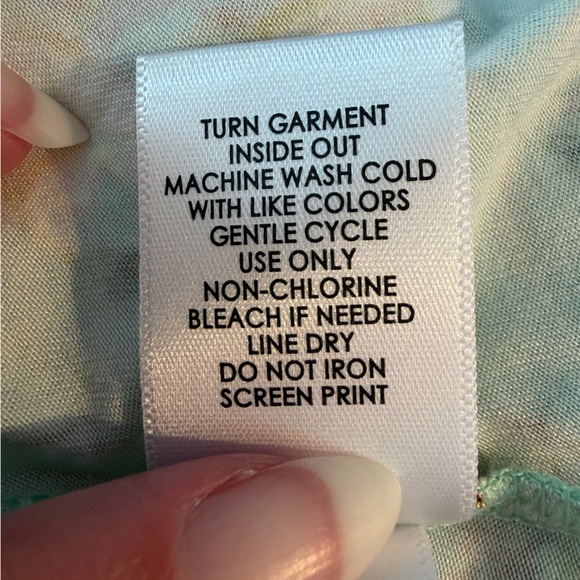 TURN GARMENT
INSIDE OUT
MACHINE WASH COLD
WITH LIKE COLORS
GENTLE CYCLE
USE ONLY
NON-CHLORINE
BLEACH IF NEEDED
LINE DRY
DO NOT IRON
SCREEN PRINT